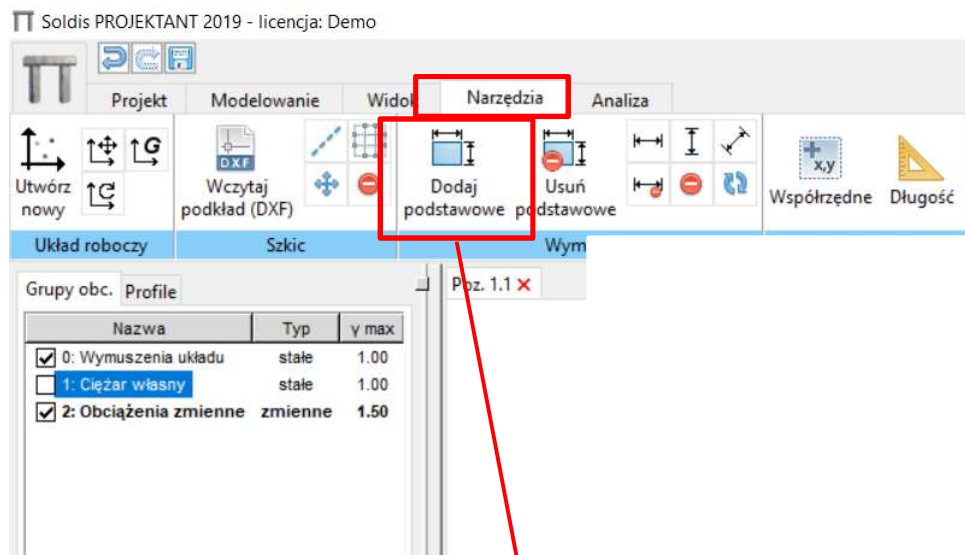 Soldis PROJEKTANT 2019 - licencja: Demo
Projekt Modelowanie Widok Narzędzia Analiza
G
C
DXF
x,y
Utwórz nowy
Wczytaj podkład (DXF)
Dodaj podstawowe
Usuń podstawowe
Współrzędne Długość
Układ roboczy Szkic Wym
Grupy obc. Profile
Poz. 1.1
Nazwa Typ γ max
0: Wymuszenia układu stałe 1.00
1: Ciężar własny stałe 1.00
2: Obciążenia zmienne zmienne 1.50